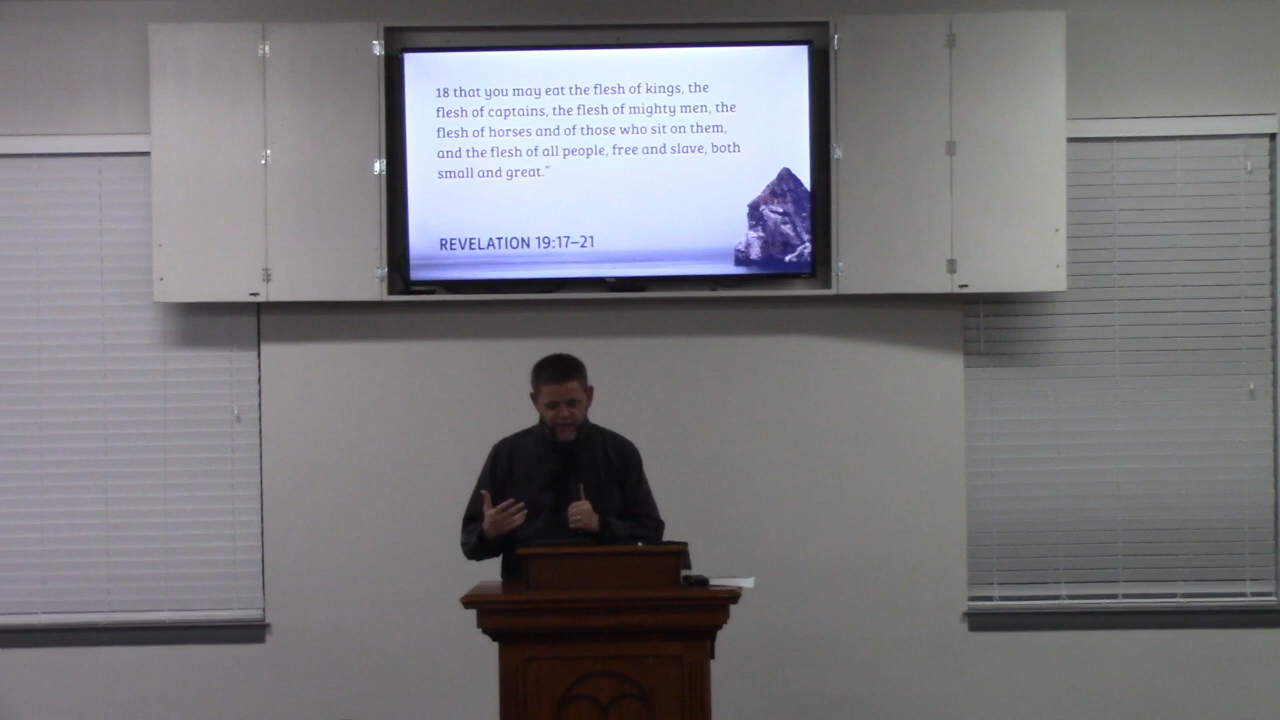 18 that you may eat the flesh of kings, the
flesh of captains, the flesh of mighty men, the
flesh of horses and of those who sit on them,
and the flesh of all people, free and slave, both
small and great.”
REVELATION 19:17–21